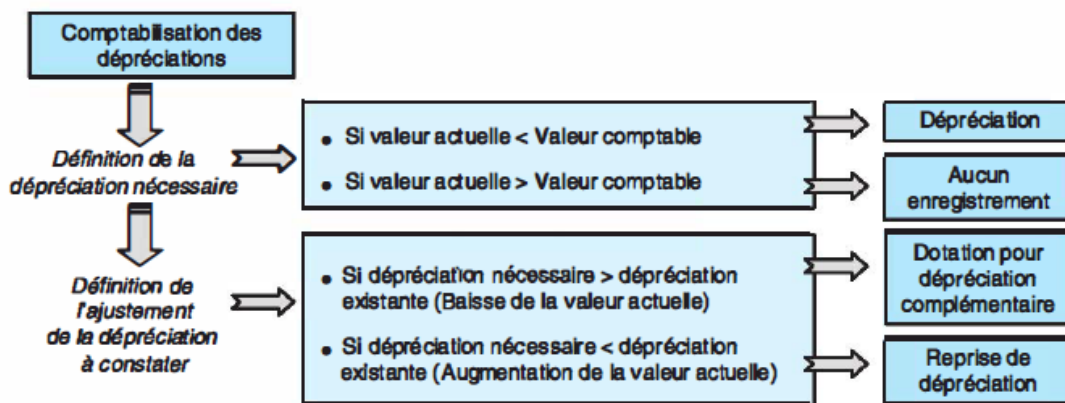 Comptabilisation des
dépréciations
Définition de la
dépréciation nécessaire
• Si valeur actuelle < Valeur comptable
• Si valeur actuelle > Valeur comptable
Dépréciation
Aucun
enregistrement
Définition de
l'ajustement
de la dépréciation
à constater
• Si dépréciation nécessaire > dépréciation
existante (Baisse de la valeur actuelle)
• Si dépréciation nécessaire < dépréciation
existante (Augmentation de la valeur actuelle)
Dotation pour
dépréciation
complémentaire
Reprise de
dépréciation